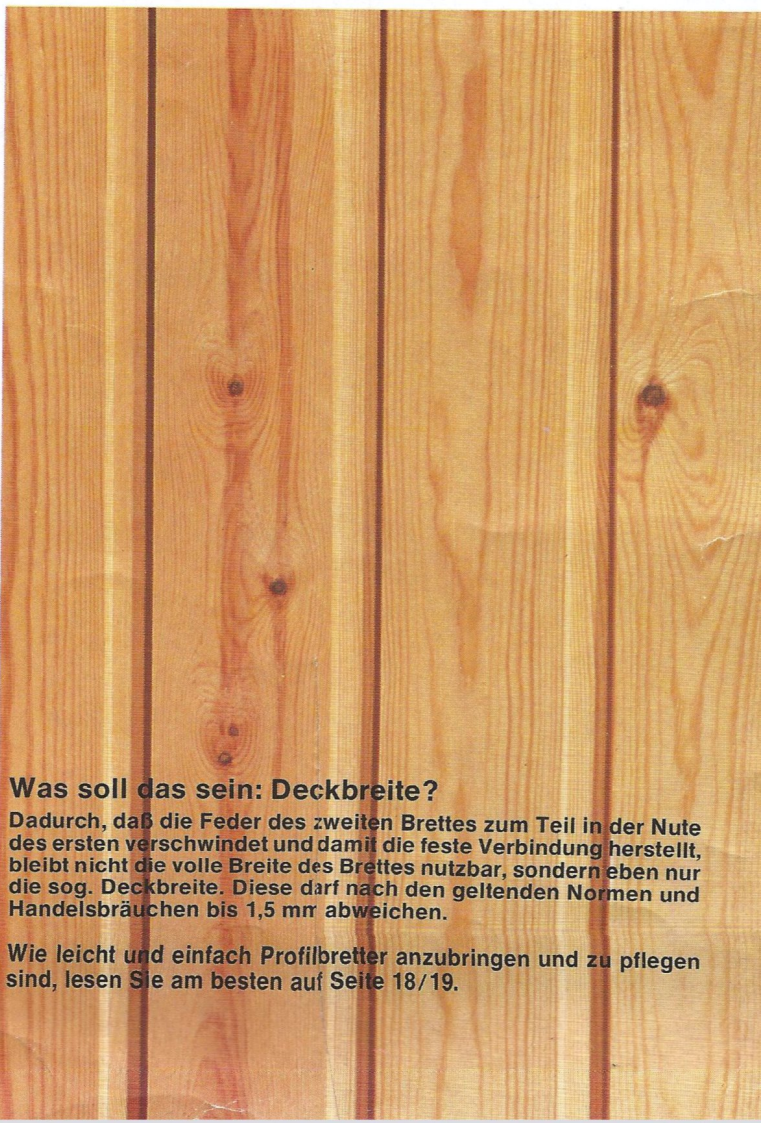 Was soll das sein: Deckbreite?
Dadurch, daß die Feder des zweiten Brettes zum Teil in der Nute
des ersten verschwindet und damit die feste Verbindung herstellt,
bleibt nicht die volle Breite des Brettes nutzbar, sondern eben nur
die sog. Deckbreite. Diese darf nach den geltenden Normen und
Handelsbräuchen bis 1,5 mm abweichen.
Wie leicht und einfach Profilbretter anzubringen und zu pflegen
sind, lesen Sie am besten auf Seite 18/19.